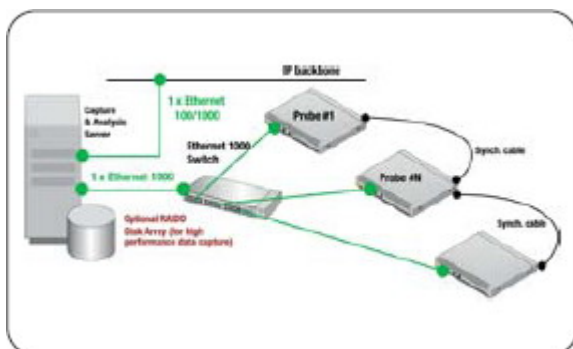 IP backbone
1 x Ethernet
100/1000
Capture
& Analysis
Server
Probe #1
Ethernet 1000
Switch
Synch. cable
Probe #N
1 x Ethernet 1000
Optional RAID0
Disk Array (for high
performance data capture)
Synch. cable